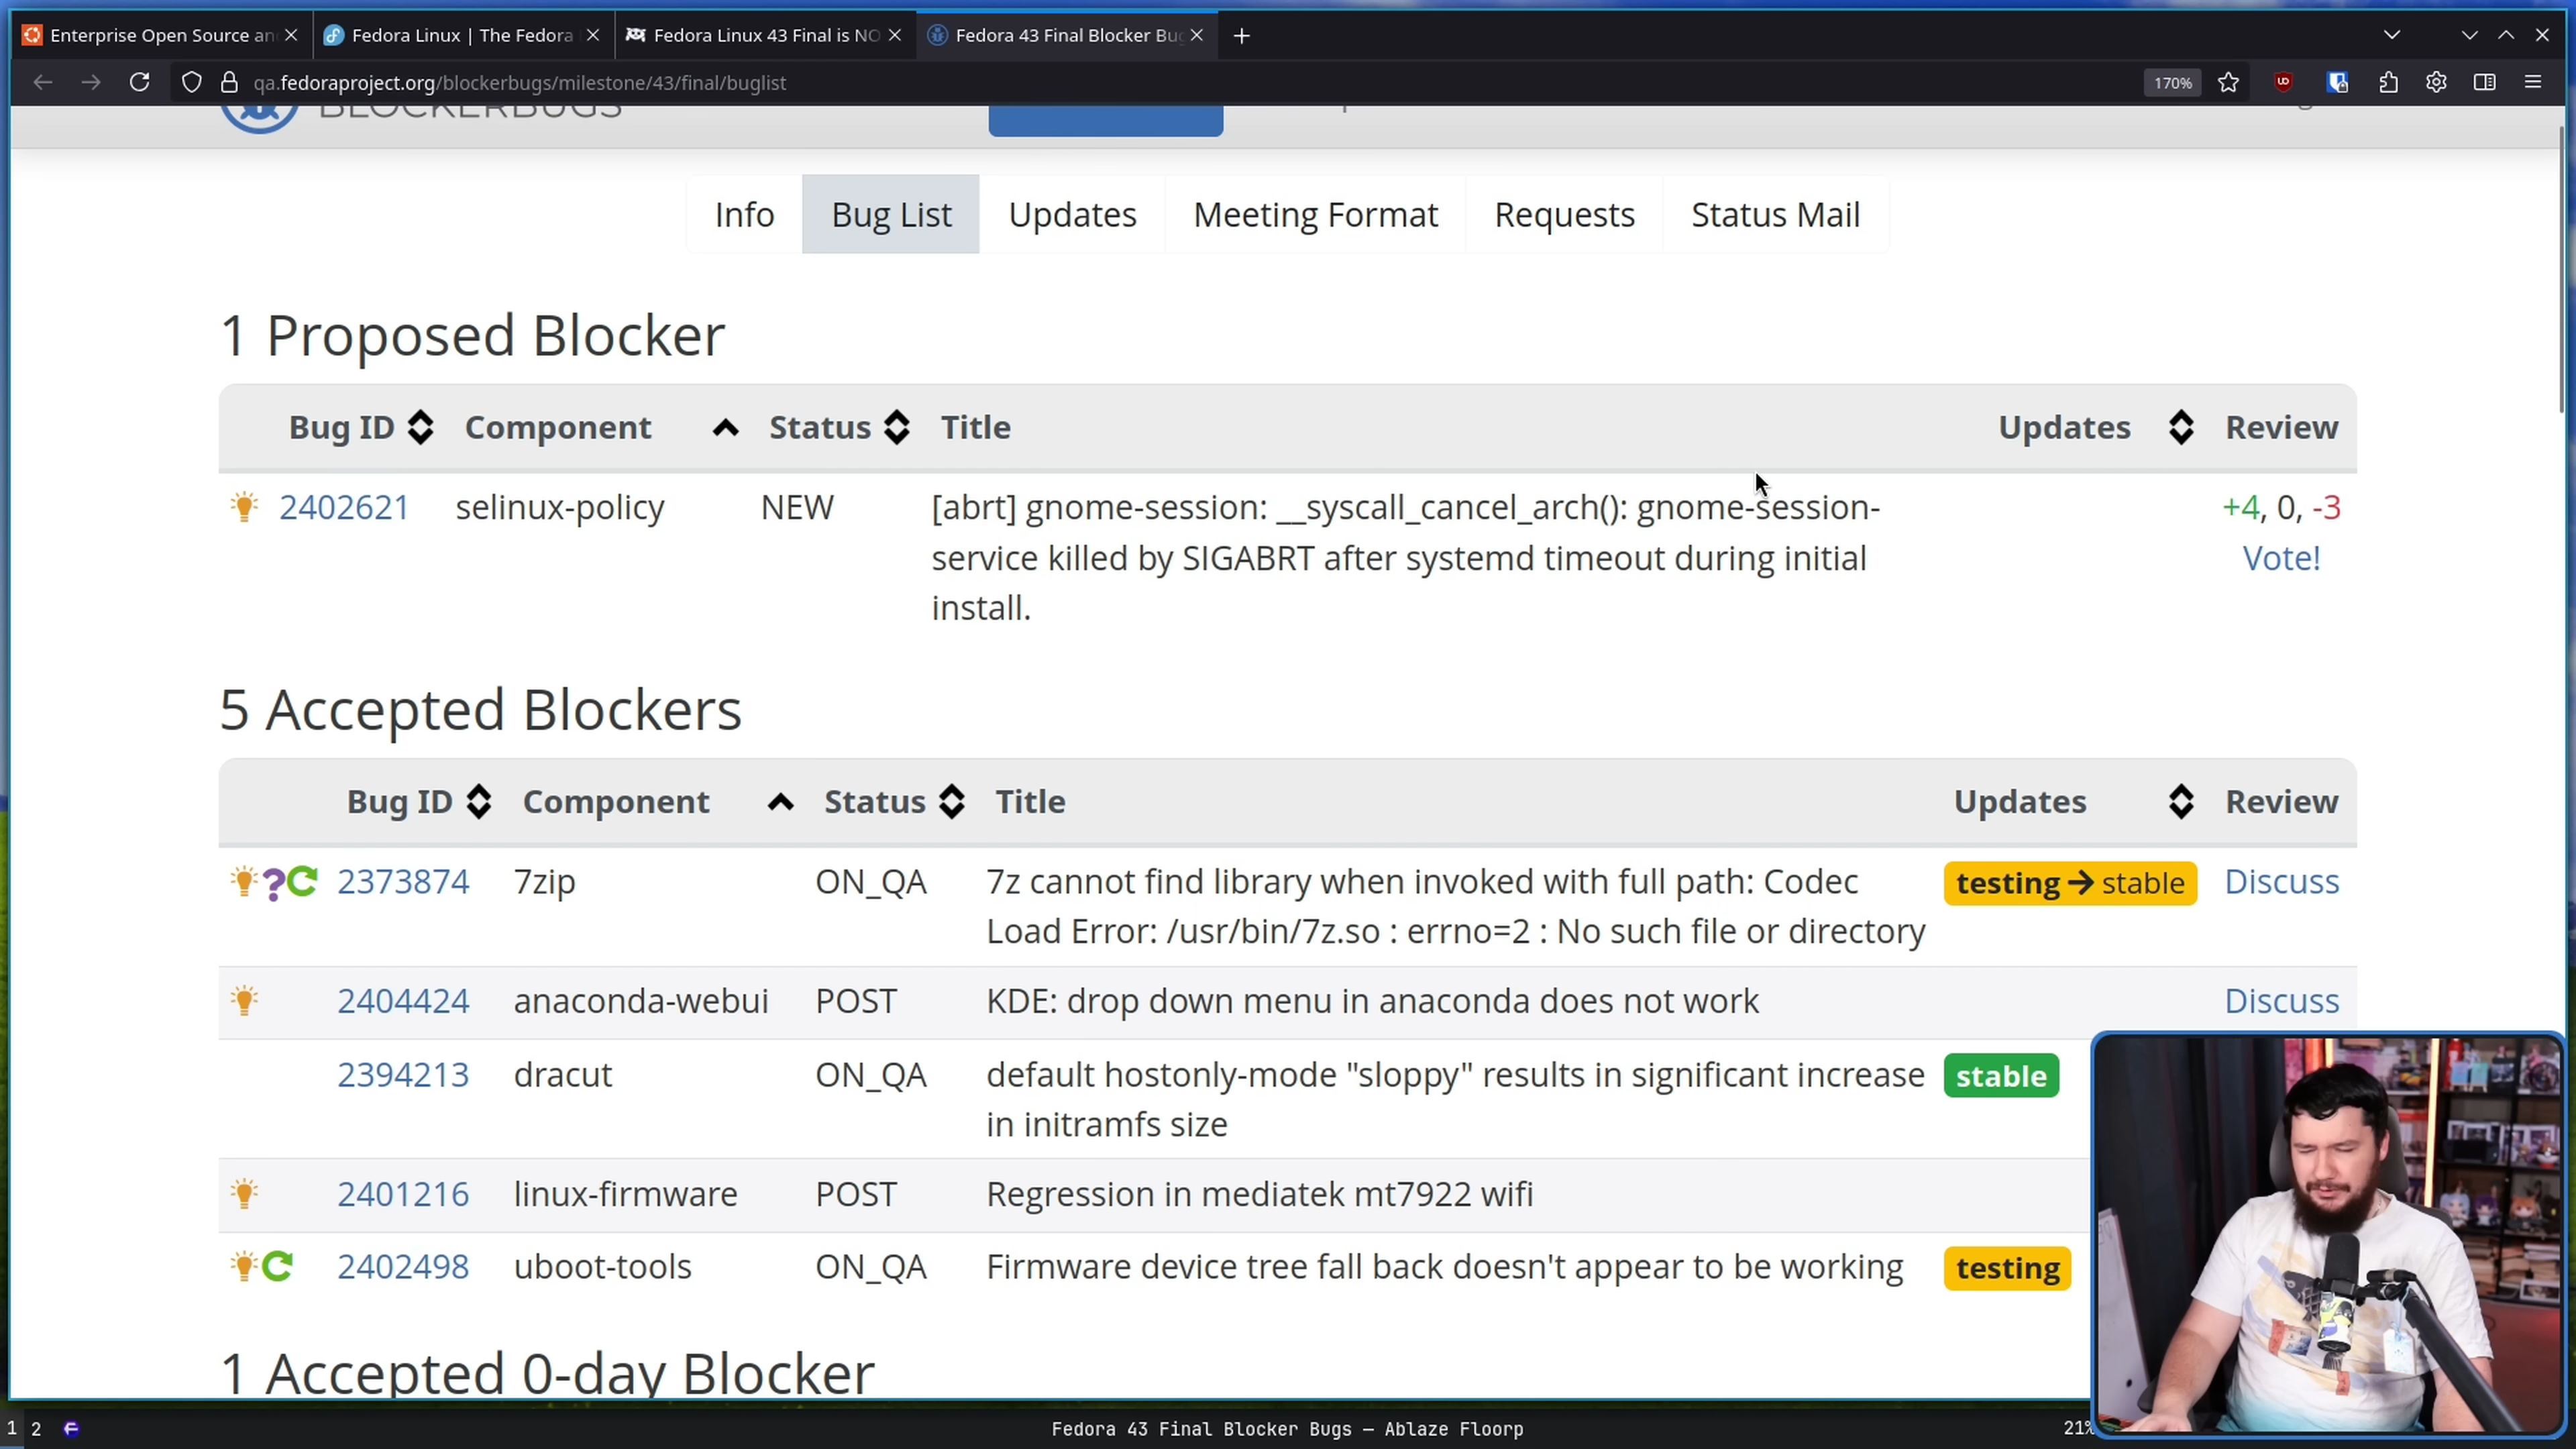 Enterprise Open Source an
Fedora Linux | The Fedora
Fedora Linux 43 Final is NO
Fedora 43 Final Blocker Bug
qa.fedoraproject.org/blockerbugs/milestone/43/final/buglist
170%
BLOCKERBUGS
Info
Bug List
Updates
Meeting Format
Requests
Status Mail
1 Proposed Blocker
Bug ID Component Status Title Updates Review
2402621 selinux-policy NEW [abrt] gnome-session: __syscall_cancel_arch(): gnome-session- +4, 0, -3
service killed by SIGABRT after systemd timeout during initial Vote!
install.
5 Accepted Blockers
Bug ID Component Status Title Updates Review
2373874 7zip ON_QA 7z cannot find library when invoked with full path: Codec testing → stable Discuss
Load Error: /usr/bin/7z.so : errno=2 : No such file or directory
2404424 anaconda-webui POST KDE: drop down menu in anaconda does not work Discuss
2394213 dracut ON_QA default hostonly-mode "sloppy" results in significant increase stable
in initramfs size
2401216 linux-firmware POST Regression in mediatek mt7922 wifi
2402498 uboot-tools ON_QA Firmware device tree fall back doesn't appear to be working testing
1 Accepted 0-day Blocker
1 2
Fedora 43 Final Blocker Bugs — Ablaze Floorp
21%